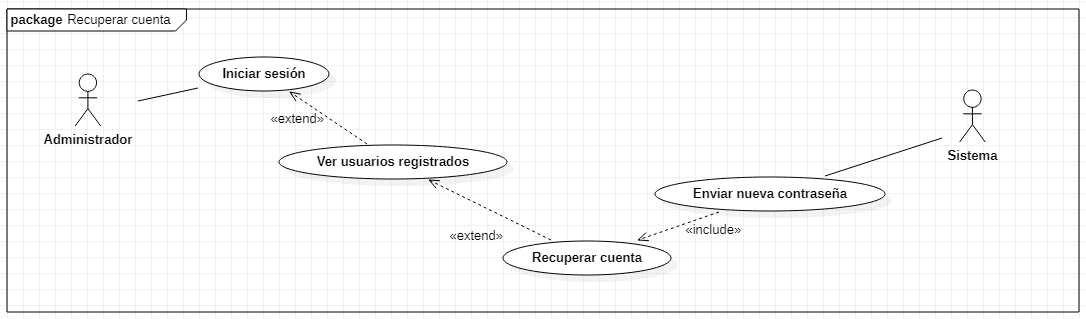 package Recuperar cuenta
Iniciar sesión
Administrador
«extend»
Ver usuarios registrados
Sistema
Enviar nueva contraseña
«extend»
«include»
Recuperar cuenta